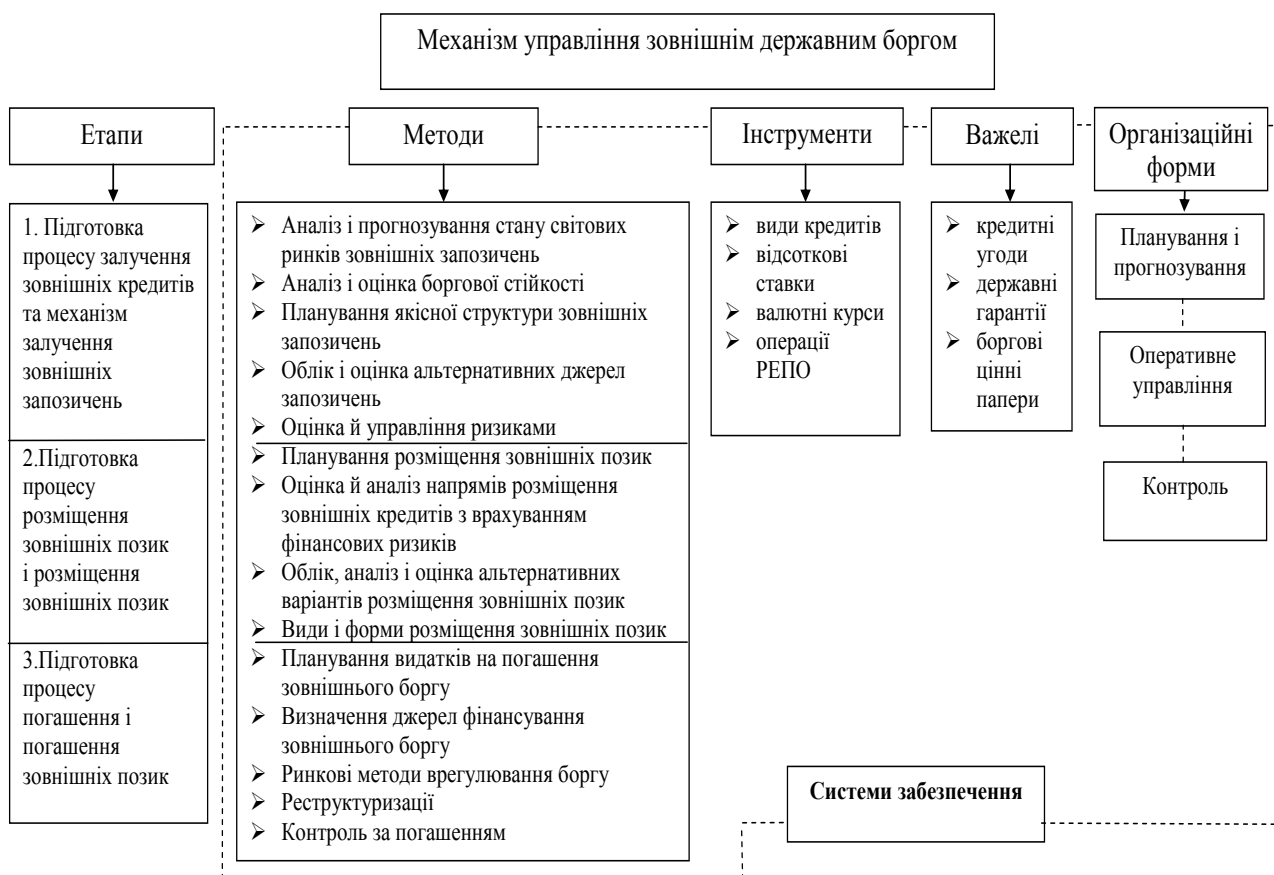 Механізм управління зовнішнім державним боргом
Етапи
1. Підготовка
процесу залучення
зовнішніх кредитів
та механізм
залучення
зовнішніх
запозичень
2.Підготовка
процесу
розміщення
зовнішніх позик
і розміщення
зовнішніх позик
3.Підготовка
процесу
погашення і
погашення
зовнішніх позик
Методи
Аналіз і прогнозування стану світових
ринків зовнішніх запозичень
Аналіз і оцінка боргової стійкості
Планування якісної структури зовнішніх
запозичень
Облік і оцінка альтернативних джерел
запозичень
Оцінка й управління ризиками
Планування розміщення зовнішніх позик
Оцінка й аналіз напрямів розміщення
зовнішніх кредитів з врахуванням
фінансових ризиків
Облік, аналіз і оцінка альтернативних
варіантів розміщення зовнішніх позик
Види і форми розміщення зовнішніх позик
Планування видатків на погашення
зовнішнього боргу
Визначення джерел фінансування
зовнішнього боргу
Ринкові методи врегулювання боргу
Реструктуризації
Контроль за погашенням
Інструменти
види кредитів
відсоткові
ставки
валютні курси
операції
РЕПО
Важелі
кредитні
угоди
державні
гарантії
боргові
цінні
папери
Організаційні
форми
Планування і
прогнозування
Оперативне
управління
Контроль
Системи забезпечення